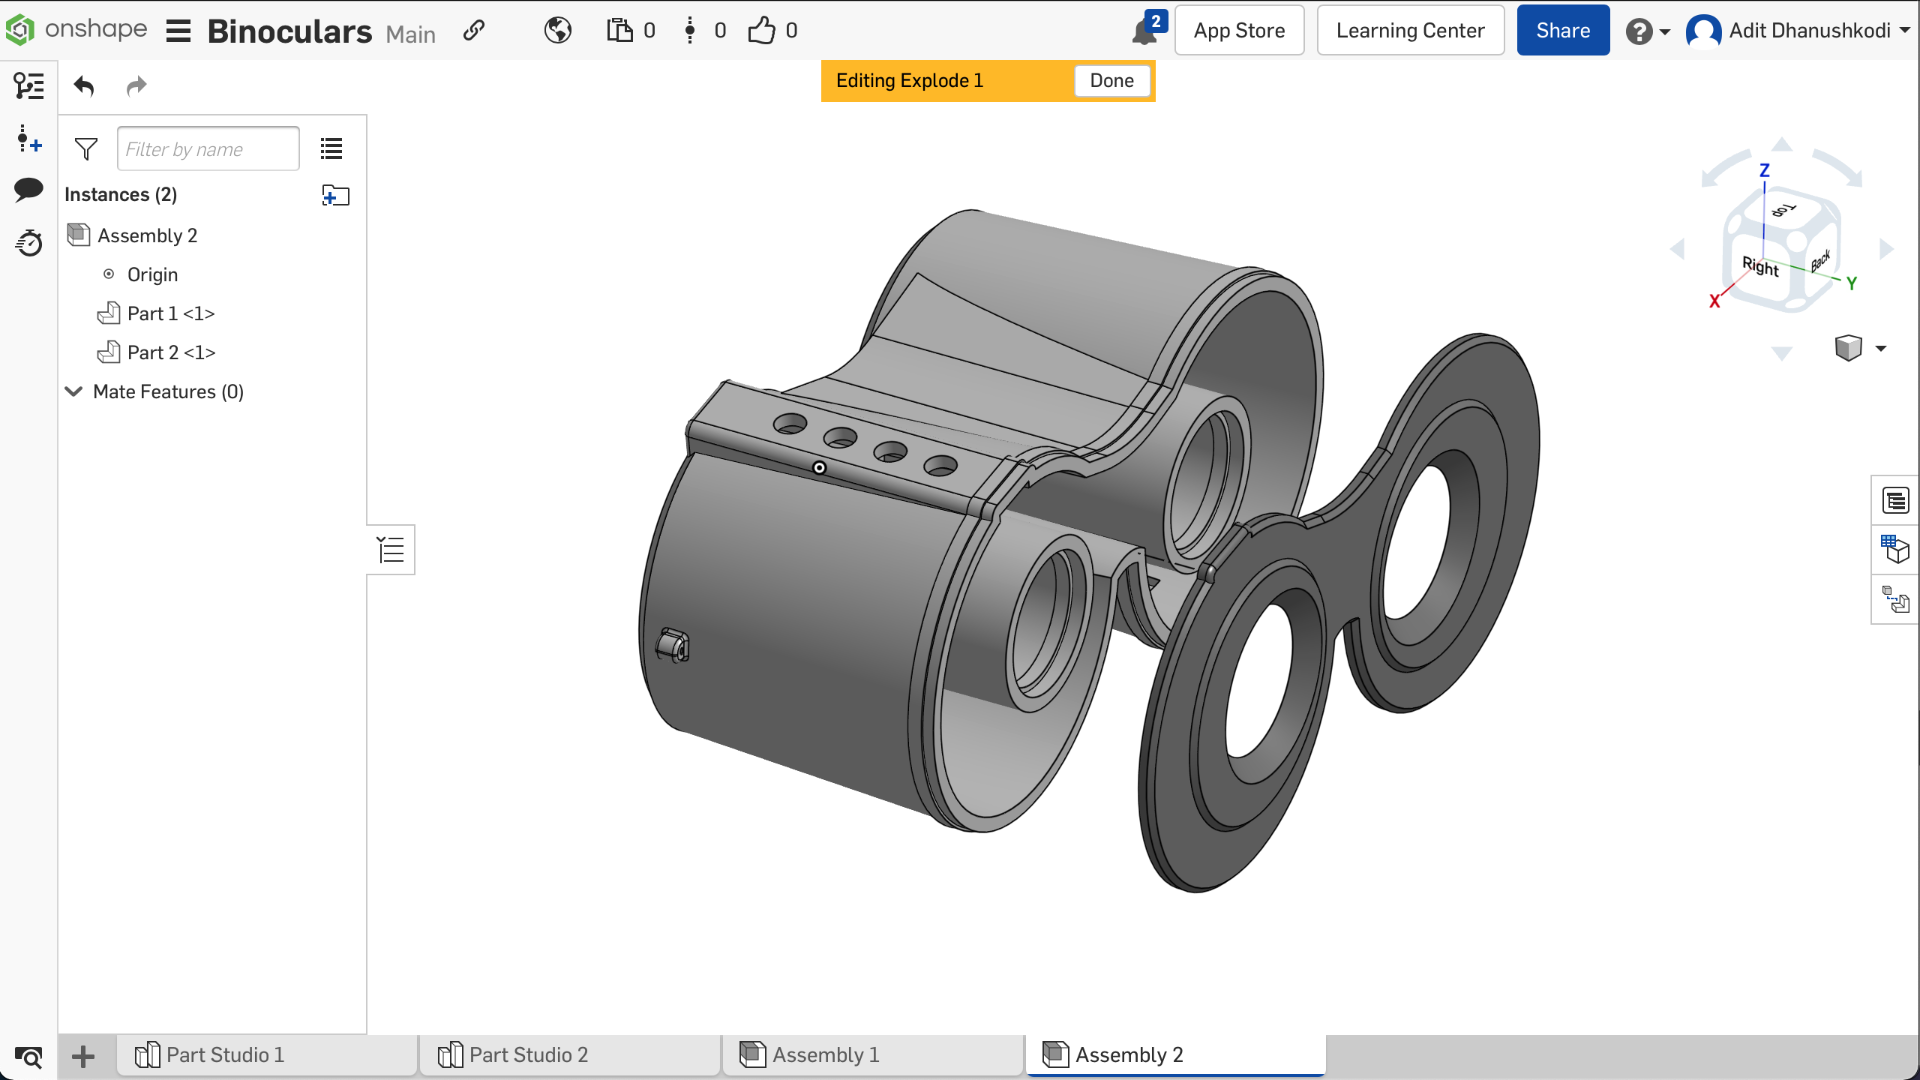 onshape Binoculars Main 0 0 0 2 App Store Learning Center Share Adit Dhanushkodi
Editing Explode 1 Done
Filter by name
Instances (2)
Assembly 2
Origin
Part 1 <1>
Part 2 <1>
Mate Features (0)
Z
Top
Right
Back
X
Y
Part Studio 1 Part Studio 2 Assembly 1 Assembly 2